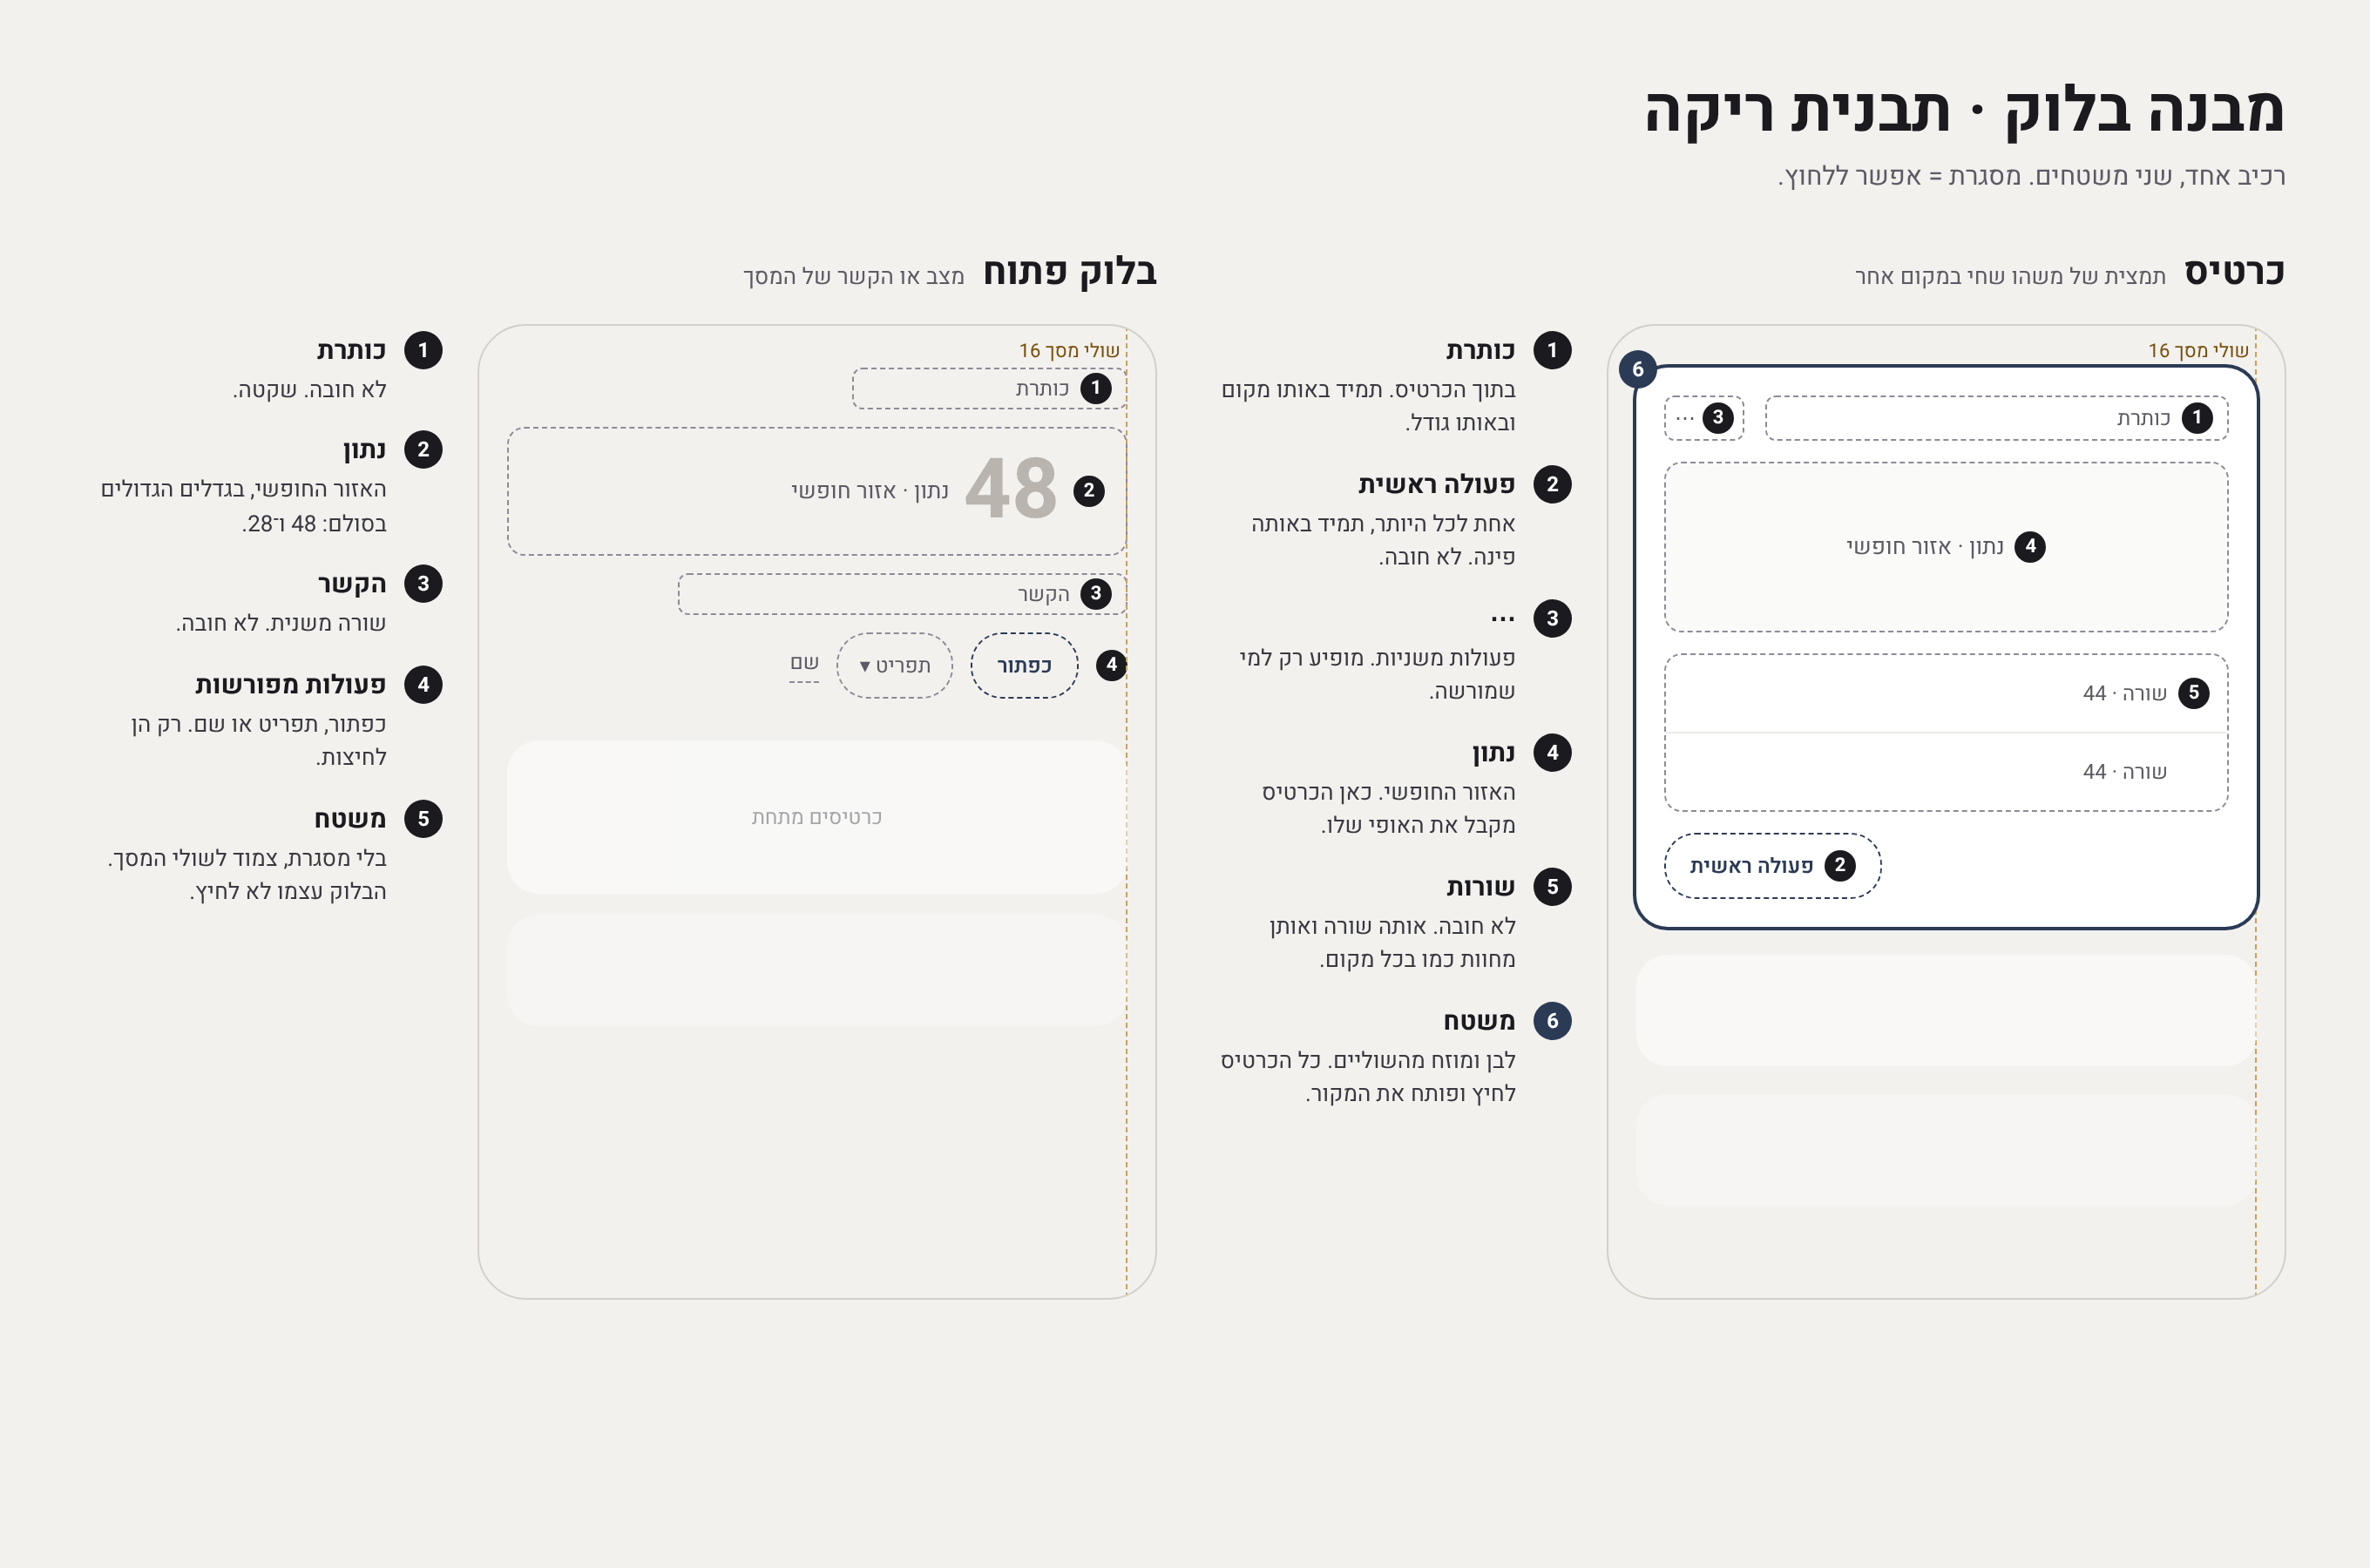 מבנה בלוק · תבנית ריקה
רכיב אחד, שני משטחים. מסגרת = אפשר ללחוץ.
כרטיס תמצית של משהו שחי במקום אחר
שולי מסך 16
6
1 כותרת
3 ···
4 נתון · אזור חופשי
5 שורה · 44
שורה · 44
2 פעולה ראשית
1 כותרת
בתוך הכרטיס. תמיד באותו מקום
ובאותו גודל.
2 פעולה ראשית
אחת לכל היותר, תמיד באותה
פינה. לא חובה.
3 ···
פעולות משניות. מופיע רק למי
שמורשה.
4 נתון
האזור החופשי. כאן הכרטיס
מקבל את האופי שלו.
5 שורות
לא חובה. אותה שורה ואותן
מחוות כמו בכל מקום.
6 משטח
לבן ומוזח מהשוליים. כל הכרטיס
לחיץ ופותח את המקור.
בלוק פתוח מצב או הקשר של המסך
שולי מסך 16
1 כותרת
2 48 נתון · אזור חופשי
3 הקשר
4 כפתור תפריט ▾ שם
כרטיסים מתחת
1 כותרת
לא חובה. שקטה.
2 נתון
האזור החופשי, בגדלים הגדולים
בסולם: 48 ו־28.
3 הקשר
שורה משנית. לא חובה.
4 פעולות מפורשות
כפתור, תפריט או שם. רק הן
לחיצות.
5 משטח
בלי מסגרת, צמוד לשולי המסך.
הבלוק עצמו לא לחיץ.